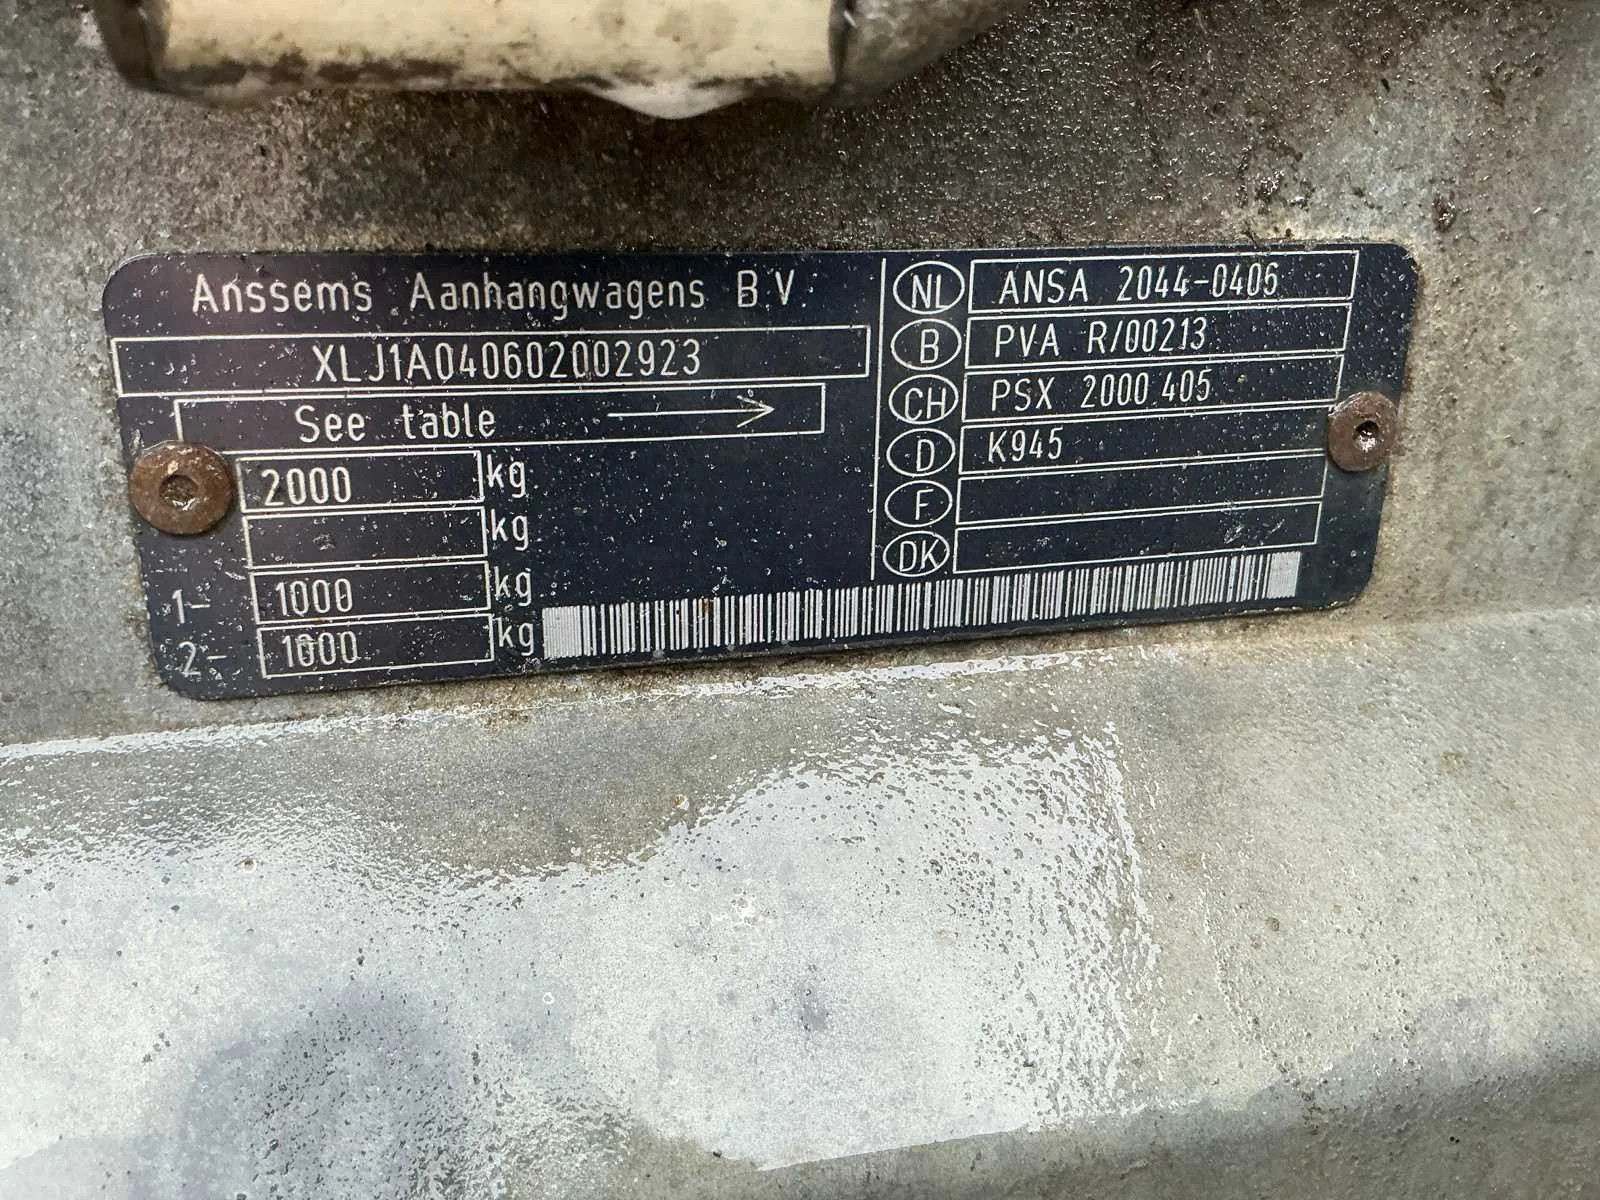 Anssems Aanhangwagens B.V.
XLJ1A040602002923
See table
2000 kg
kg
1- 1000 kg
2- 1000 kg
NL ANSA 2044-0405
B PVA R/00213
CH PSX 2000.405
D K945
F
DK